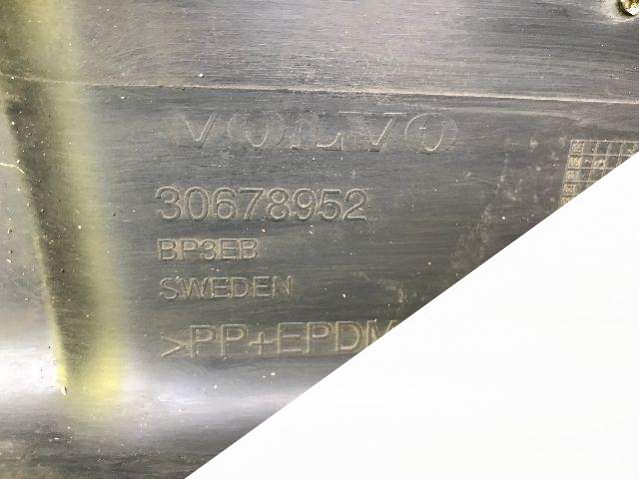 VOLVO
30678952
BP3EB
SWEDEN
>PP+EPDM